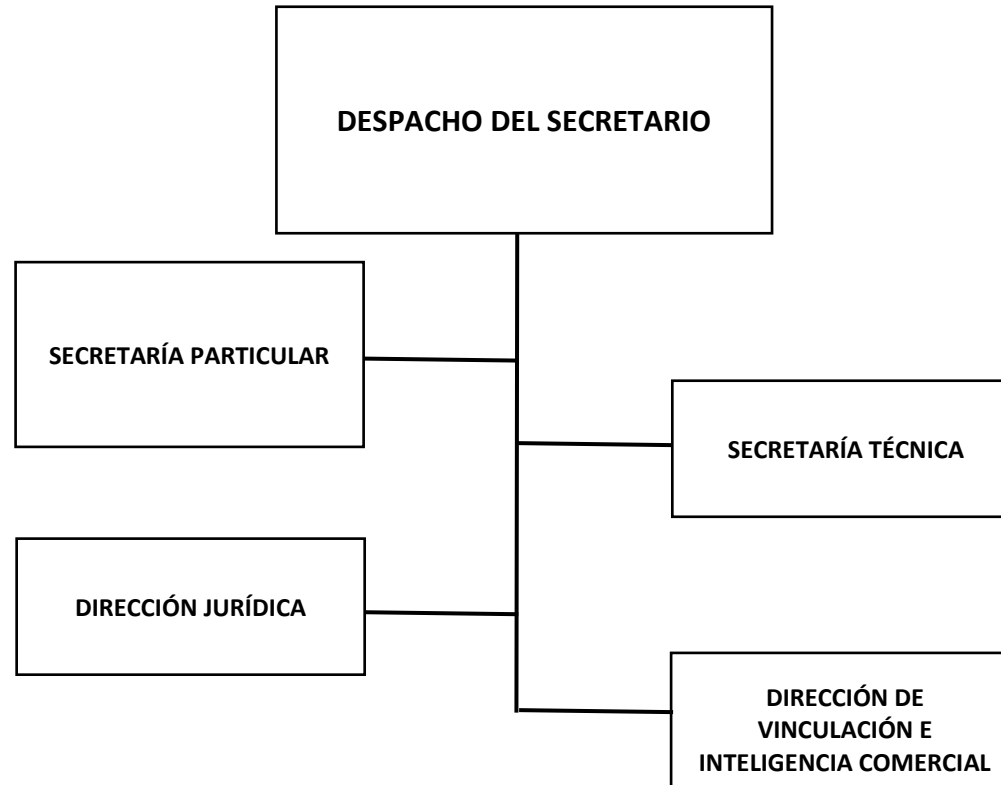 DESPACHO DEL SECRETARIO
SECRETARÍA PARTICULAR
SECRETARÍA TÉCNICA
DIRECCIÓN JURÍDICA
DIRECCIÓN DE
VINCULACIÓN E
INTELIGENCIA COMERCIAL